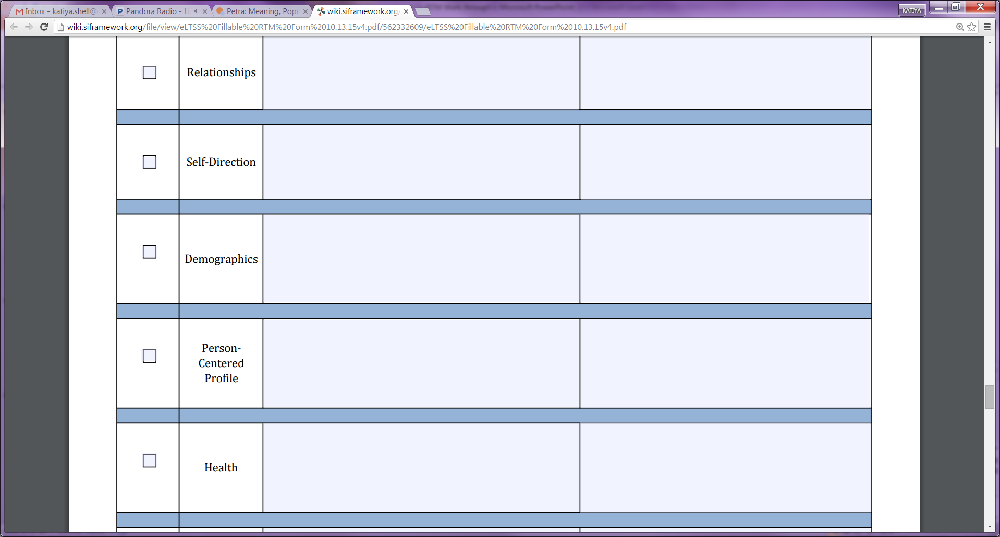 Inbox - katiya.shell@
Pandora Radio - Li
Petra: Meaning, Popu
wiki.siframework.org/
KATIYA
wiki.siframework.org/file/view/eLTSS%20Fillable%20RTM%20Form%2010.13.15v4.pdf/562332609/eLTSS%20Fillable%20RTM%20Form%2010.13.15v4.pdf
Relationships
Self-Direction
Demographics
Person-
Centered
Profile
Health